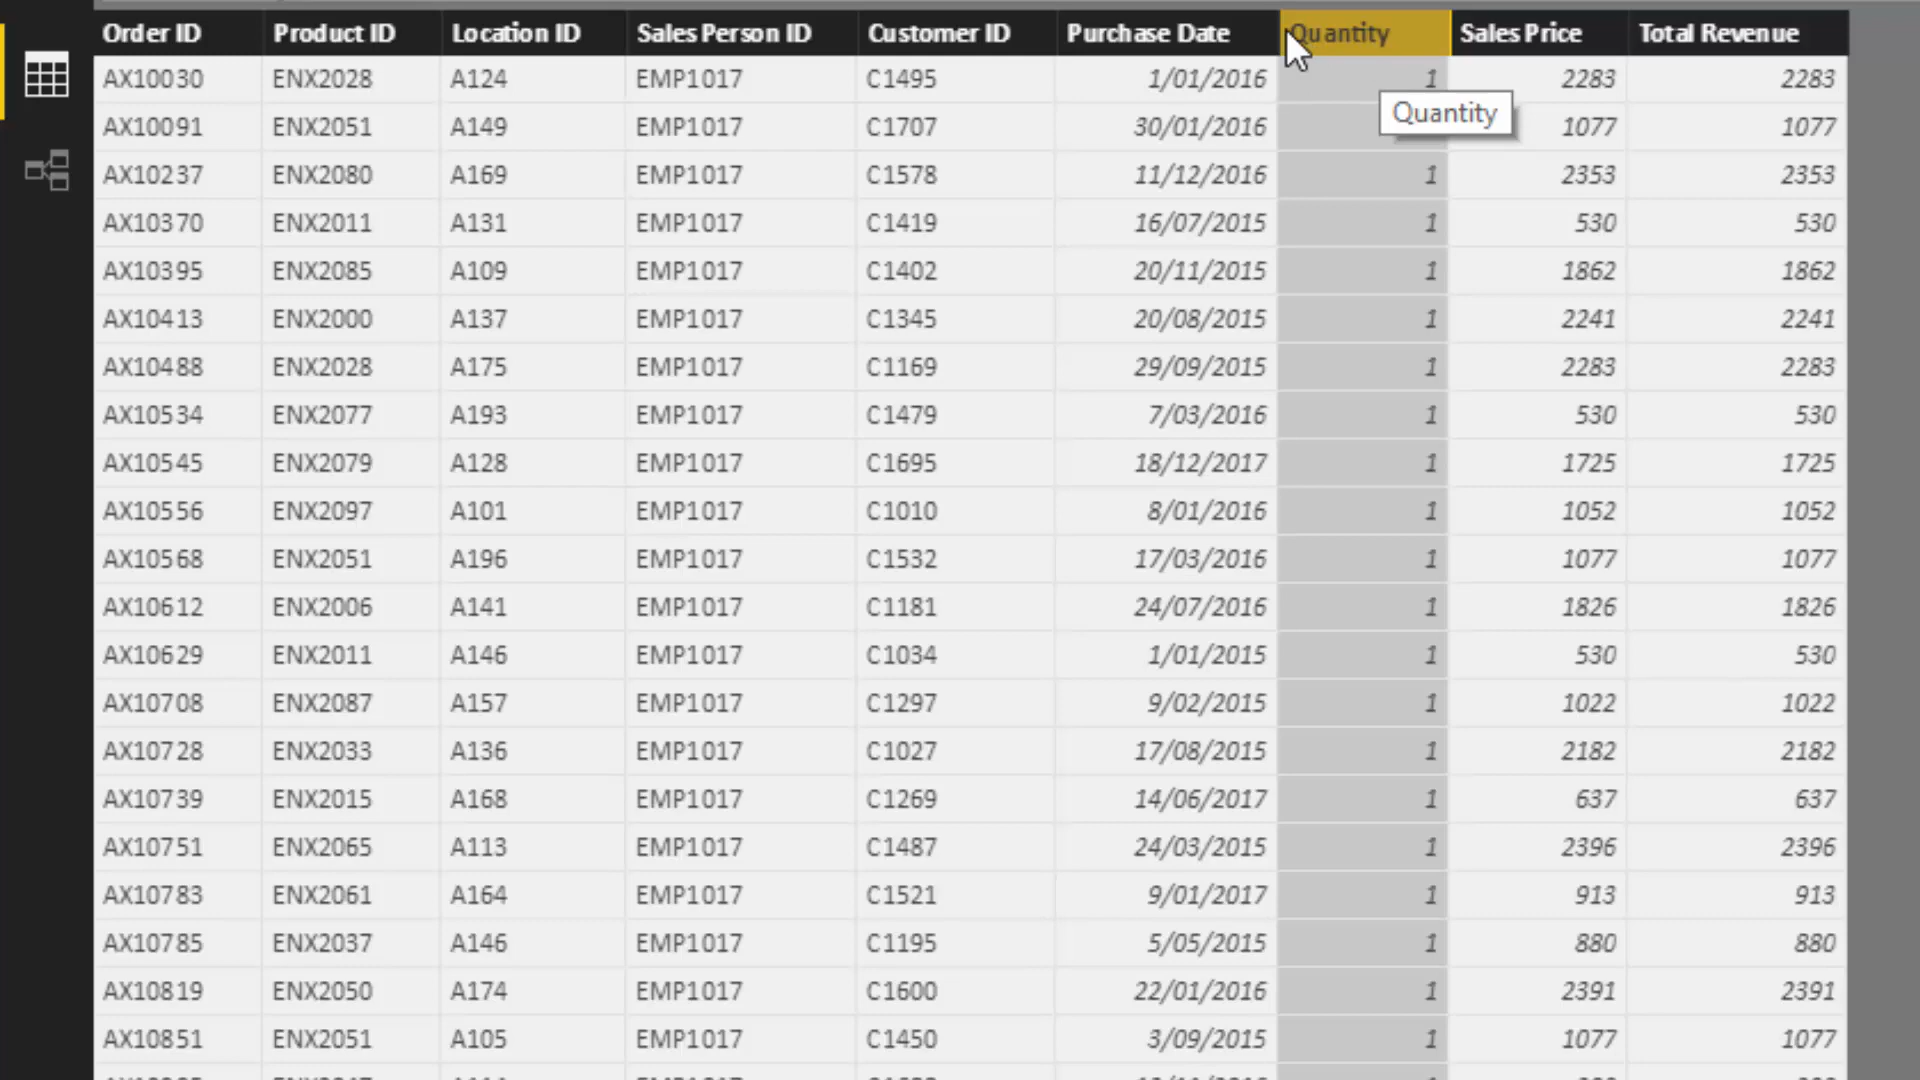 Order ID Product ID Location ID Sales Person ID Customer ID Purchase Date Quantity Sales Price Total Revenue
AX10030 ENX2028 A124 EMP1017 C1495 1/01/2016 1 2283 2283
Quantity
AX10091 ENX2051 A149 EMP1017 C1707 30/01/2016 1077 1077
AX10237 ENX2080 A169 EMP1017 C1578 11/12/2016 1 2353 2353
AX10370 ENX2011 A131 EMP1017 C1419 16/07/2015 1 530 530
AX10395 ENX2085 A109 EMP1017 C1402 20/11/2015 1 1862 1862
AX10413 ENX2000 A137 EMP1017 C1345 20/08/2015 1 2241 2241
AX10488 ENX2028 A175 EMP1017 C1169 29/09/2015 1 2283 2283
AX10534 ENX2077 A193 EMP1017 C1479 7/03/2016 1 530 530
AX10545 ENX2079 A128 EMP1017 C1695 18/12/2017 1 1725 1725
AX10556 ENX2097 A101 EMP1017 C1010 8/01/2016 1 1052 1052
AX10568 ENX2051 A196 EMP1017 C1532 17/03/2016 1 1077 1077
AX10612 ENX2006 A141 EMP1017 C1181 24/07/2016 1 1826 1826
AX10629 ENX2011 A146 EMP1017 C1034 1/01/2015 1 530 530
AX10708 ENX2087 A157 EMP1017 C1297 9/02/2015 1 1022 1022
AX10728 ENX2033 A136 EMP1017 C1027 17/08/2015 1 2182 2182
AX10739 ENX2015 A168 EMP1017 C1269 14/06/2017 1 637 637
AX10751 ENX2065 A113 EMP1017 C1487 24/03/2015 1 2396 2396
AX10783 ENX2061 A164 EMP1017 C1521 9/01/2017 1 913 913
AX10785 ENX2037 A146 EMP1017 C1195 5/05/2015 1 880 880
AX10819 ENX2050 A174 EMP1017 C1600 22/01/2016 1 2391 2391
AX10851 ENX2051 A105 EMP1017 C1450 3/09/2015 1 1077 1077